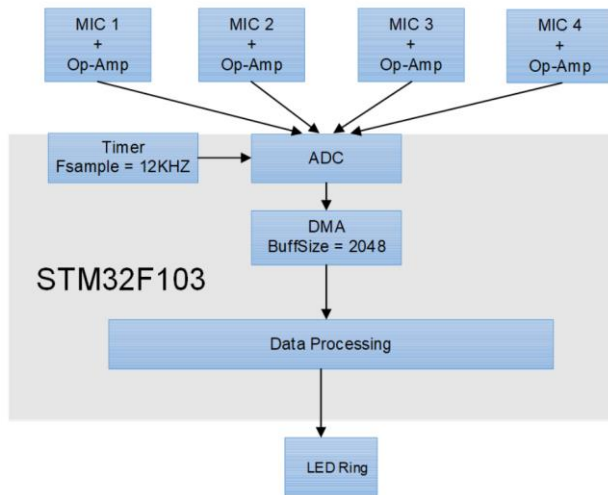 MIC 1
+
Op-Amp
MIC 2
+
Op-Amp
MIC 3
+
Op-Amp
MIC 4
+
Op-Amp
Timer
Fsample = 12KHZ
ADC
DMA
BuffSize = 2048
STM32F103
Data Processing
LED Ring